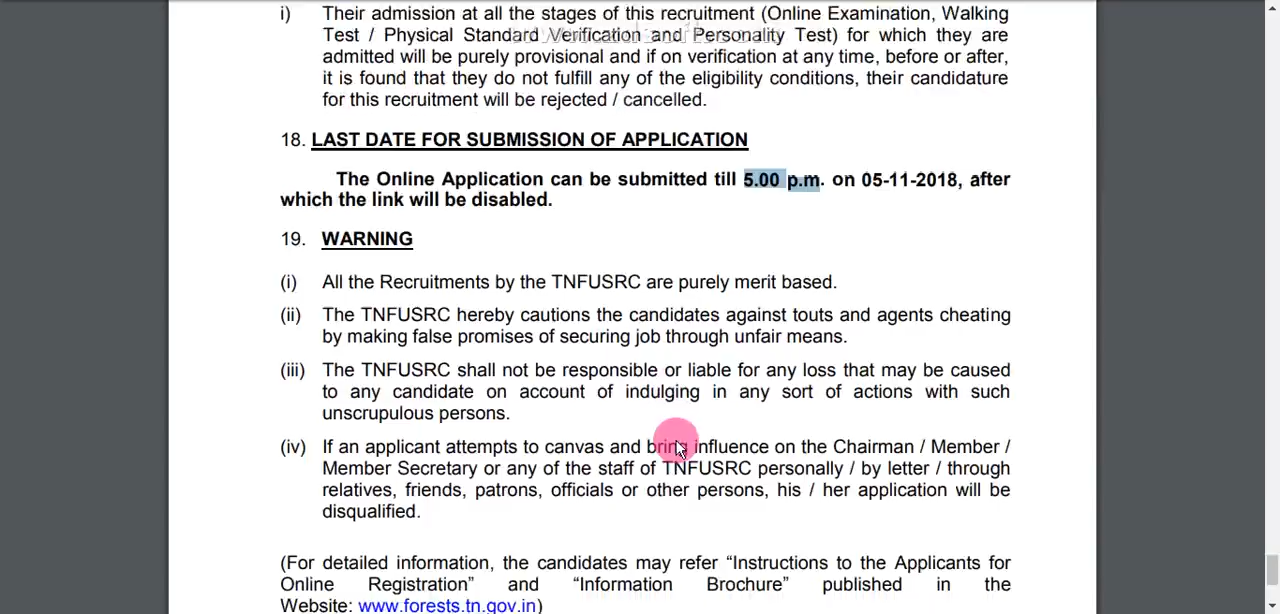 i) Their admission at all the stages of this recruitment (Online Examination, Walking
Test / Physical Standard Verification and Personality Test) for which they are
admitted will be purely provisional and if on verification at any time, before or after,
it is found that they do not fulfill any of the eligibility conditions, their candidature
for this recruitment will be rejected / cancelled.
18. LAST DATE FOR SUBMISSION OF APPLICATION
The Online Application can be submitted till 5.00 p.m. on 05-11-2018, after
which the link will be disabled.
19. WARNING
(i) All the Recruitments by the TNFUSRC are purely merit based.
(ii) The TNFUSRC hereby cautions the candidates against touts and agents cheating
by making false promises of securing job through unfair means.
(iii) The TNFUSRC shall not be responsible or liable for any loss that may be caused
to any candidate on account of indulging in any sort of actions with such
unscrupulous persons.
(iv) If an applicant attempts to canvas and bring influence on the Chairman / Member /
Member Secretary or any of the staff of TNFUSRC personally / by letter / through
relatives, friends, patrons, officials or other persons, his / her application will be
disqualified.
(For detailed information, the candidates may refer “Instructions to the Applicants for
Online Registration” and “Information Brochure” published in the
Website: www.forests.tn.gov.in)